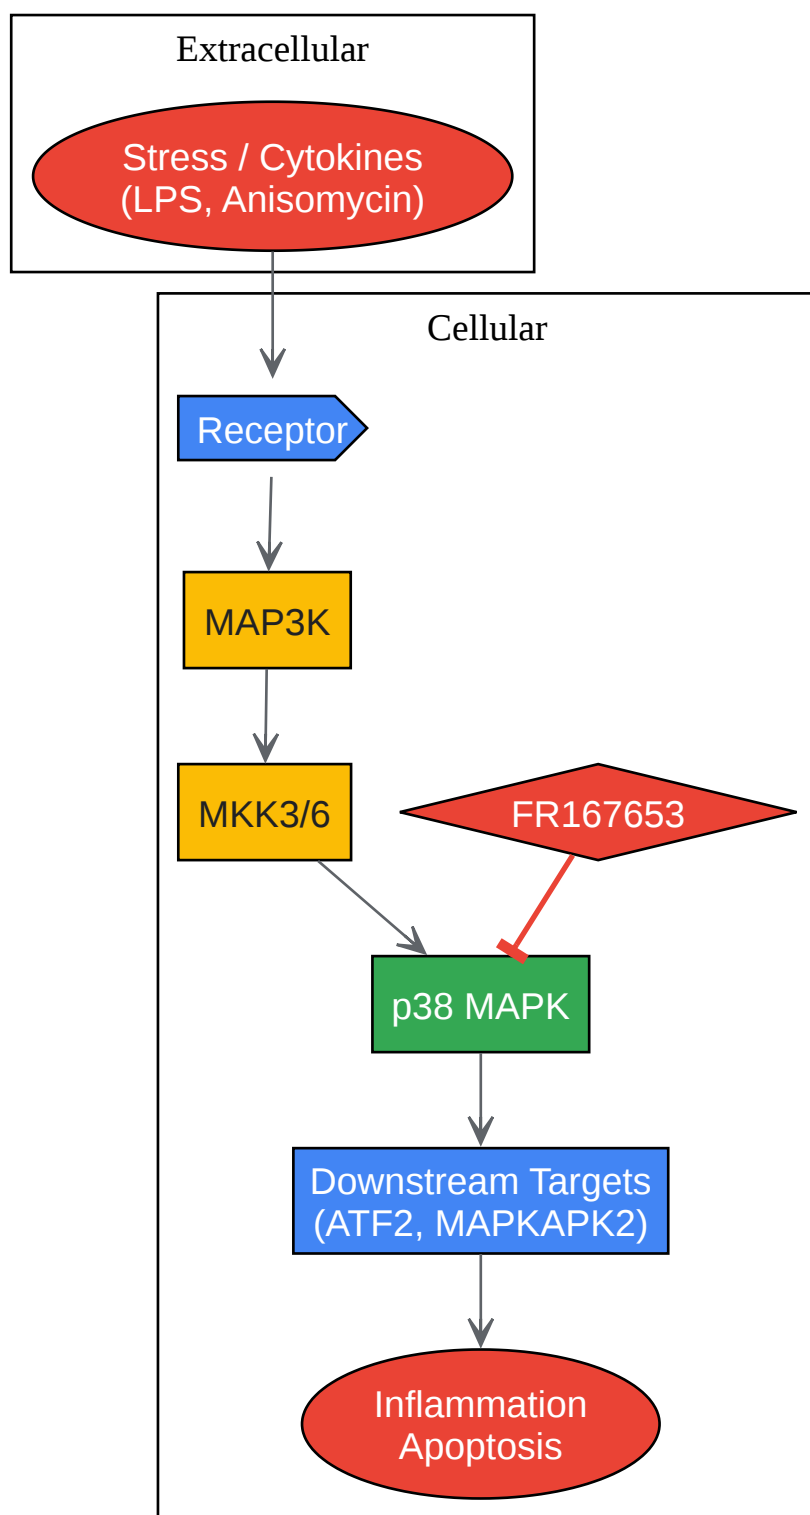 Extracellular
Stress / Cytokines
(LPS, Anisomycin)
Cellular
Receptor
MAP3K
MKK3/6
FR167653
p38 MAPK
Downstream Targets
(ATF2, MAPKAPK2)
Inflammation
Apoptosis